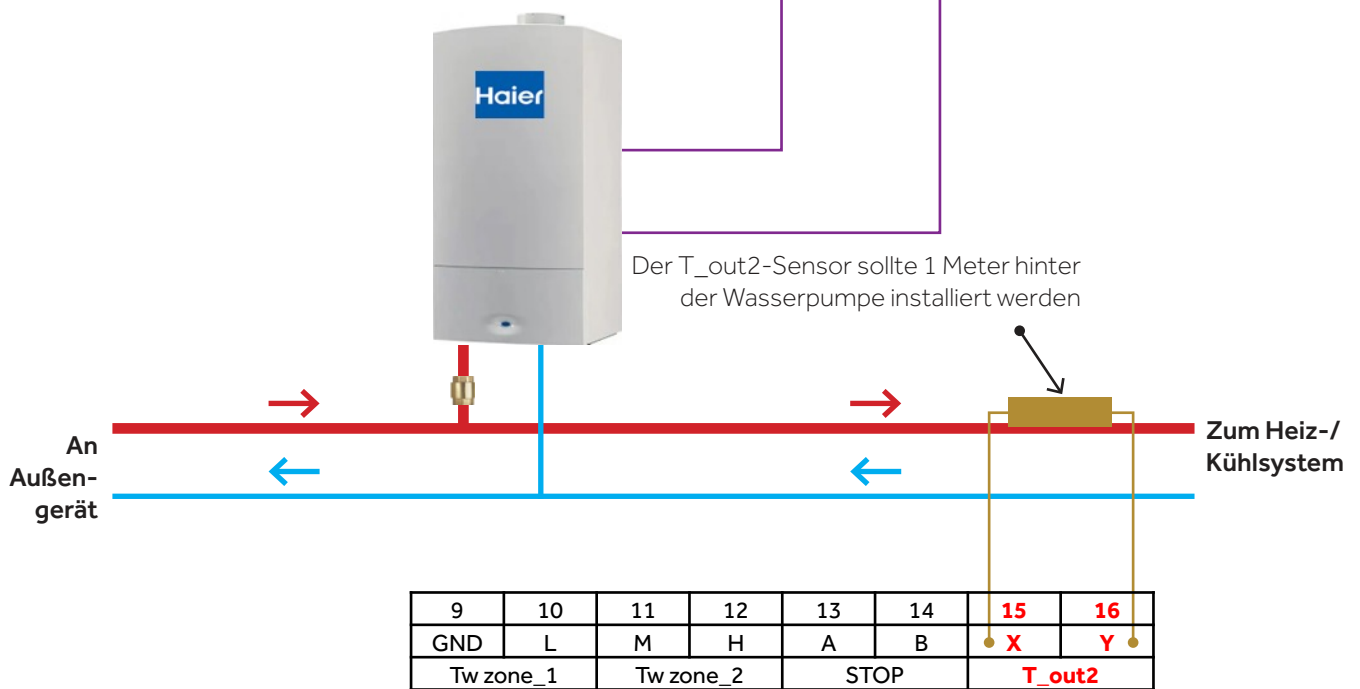 Haier
Der T_out2-Sensor sollte 1 Meter hinter
der Wasserpumpe installiert werden
An
Außen-
gerät
Zum Heiz-/
Kühlsystem
9 10 11 12 13 14 15 16
GND L M H A B X Y
Tw zone_1 Tw zone_2 STOP T_out2